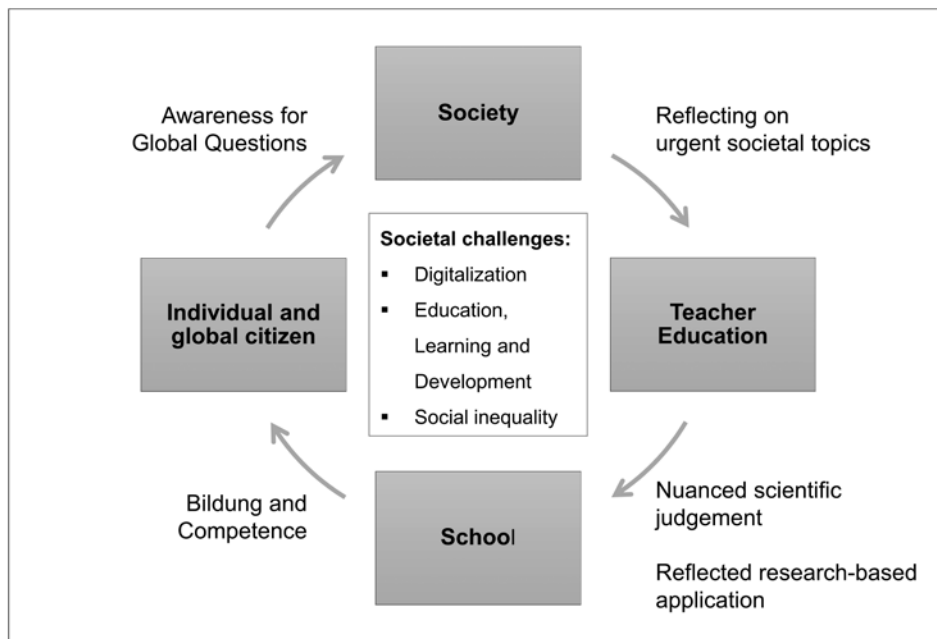 Society
Awareness for
Global Questions
Reflecting on
urgent societal topics
Societal challenges:
▪ Digitalization
▪ Education,
Learning and
Development
▪ Social inequality
Individual and
global citizen
Teacher
Education
Bildung and
Competence
School
Nuanced scientific
judgement
Reflected research-based
application